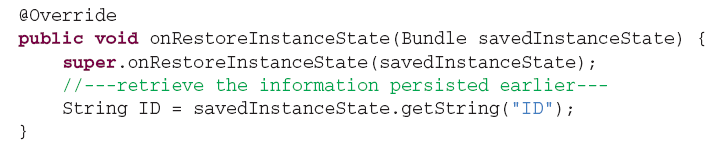 @Override
public void onRestoreInstanceState(Bundle savedInstanceState) {
    super.onRestoreInstanceState(savedInstanceState);
    //---retrieve the information persisted earlier---
    String ID = savedInstanceState.getString("ID");
}